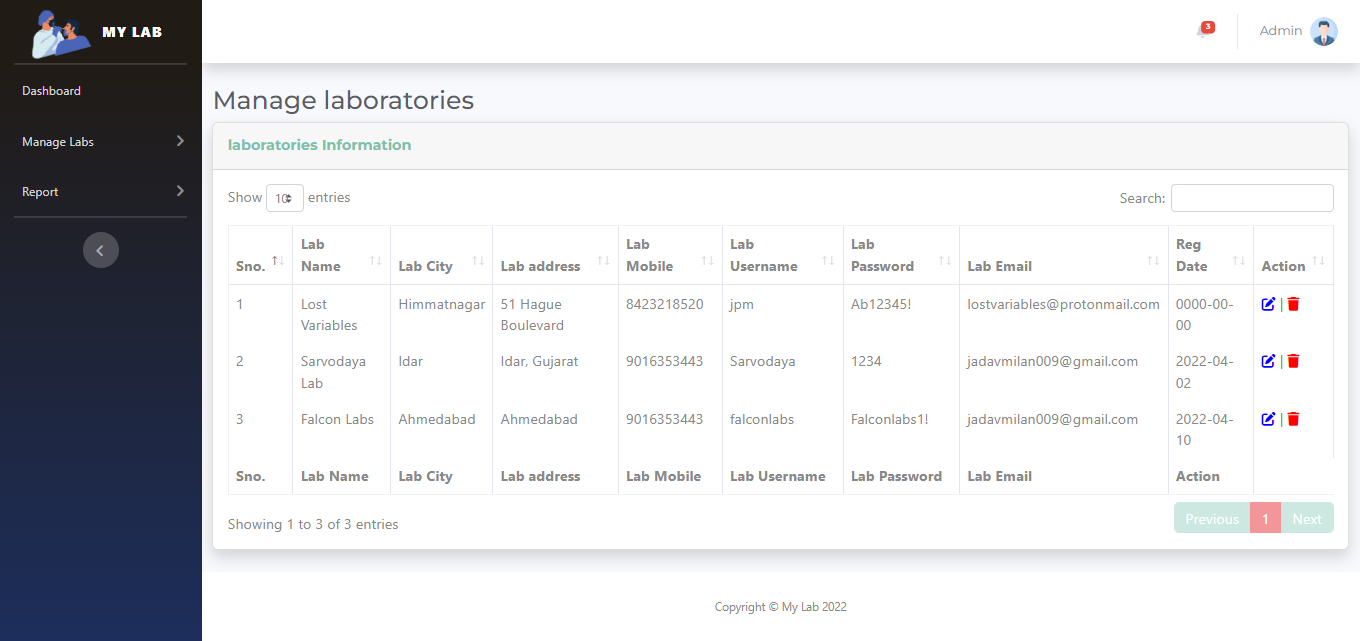 MY LAB
3
Admin
Dashboard
Manage Labs
Report
Manage laboratories
laboratories Information
Show 10 entries
Search:
Sno. Lab Name Lab City Lab address Lab Mobile Lab Username Lab Password Lab Email Reg Date Action
1 Lost Variables Himmatnagar 51 Hague Boulevard 8423218520 jpm Ab12345! lostvariables@protonmail.com 0000-00-00 |
2 Sarvodaya Lab Idar Idar, Gujarat 9016353443 Sarvodaya 1234 jadavmilan009@gmail.com 2022-04-02 |
3 Falcon Labs Ahmedabad Ahmedabad 9016353443 falconlabs Falconlabs1! jadavmilan009@gmail.com 2022-04-10 |
Sno. Lab Name Lab City Lab address Lab Mobile Lab Username Lab Password Lab Email Action
Showing 1 to 3 of 3 entries
Previous 1 Next
Copyright © My Lab 2022